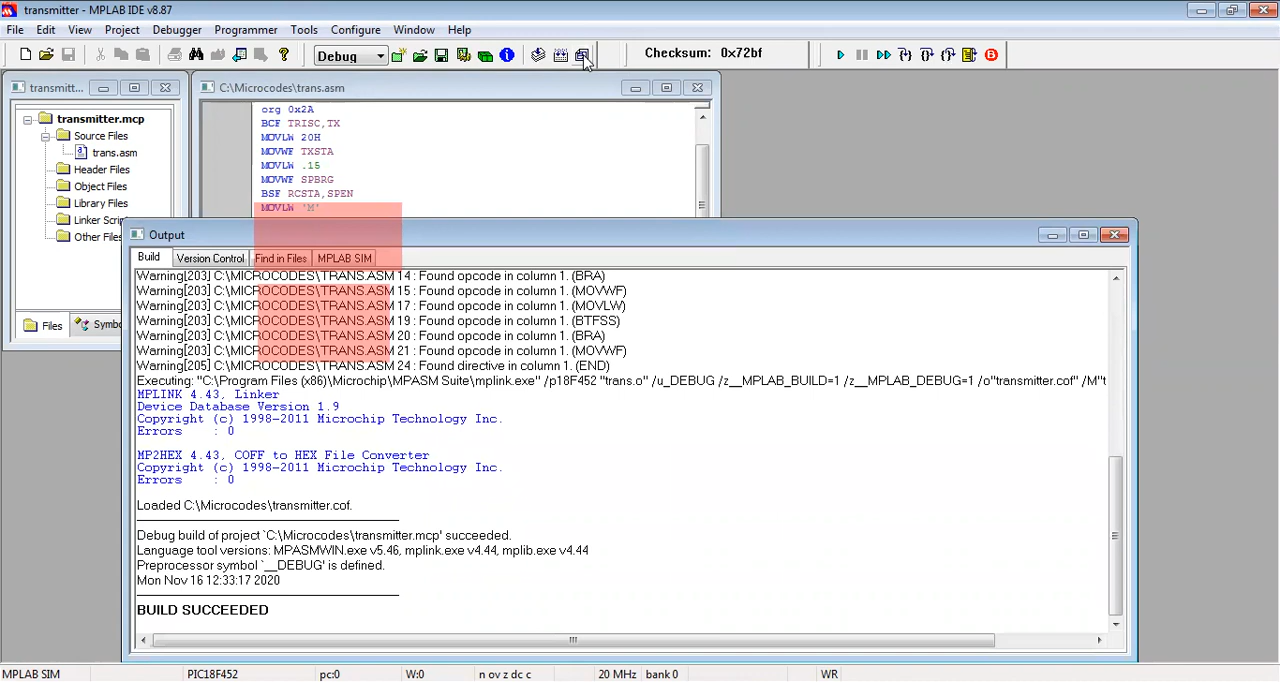 transmitter - MPLAB IDE v8.87
File Edit View Project Debugger Programmer Tools Configure Window Help
Debug
Checksum: 0x72bf
transmitt...
C:\Microcodes\trans.asm
transmitter.mcp
Source Files
trans.asm
Header Files
Object Files
Library Files
Linker Scrip
Other Files
Files
Symbo
org 0x2A
BCF TRISC,TX
MOVLW 20H
MOVWF TXSTA
MOVLW .15
MOVWF SPBRG
BSF RCSTA,SPEN
MOVLW 'M'
Output
Build Version Control Find in Files MPLAB SIM
Warning[203] C:\MICROCODES\TRANS.ASM 14 : Found opcode in column 1. (BRA)
Warning[203] C:\MICROCODES\TRANS.ASM 15 : Found opcode in column 1. (MOVWF)
Warning[203] C:\MICROCODES\TRANS.ASM 17 : Found opcode in column 1. (MOVLW)
Warning[203] C:\MICROCODES\TRANS.ASM 19 : Found opcode in column 1. (BTFSS)
Warning[203] C:\MICROCODES\TRANS.ASM 20 : Found opcode in column 1. (BRA)
Warning[203] C:\MICROCODES\TRANS.ASM 21 : Found opcode in column 1. (MOVWF)
Warning[205] C:\MICROCODES\TRANS.ASM 24 : Found directive in column 1. (END)
Executing: "C:\Program Files (x86)\Microchip\MPASM Suite\mplink.exe" /p18F452 "trans.o" /u_DEBUG /z__MPLAB_BUILD=1 /z__MPLAB_DEBUG=1 /o"transmitter.cof" /M"t
MPLINK 4.43, Linker
Device Database Version 1.9
Copyright (c) 1998-2011 Microchip Technology Inc.
Errors : 0
MP2HEX 4.43, COFF to HEX File Converter
Copyright (c) 1998-2011 Microchip Technology Inc.
Errors : 0
Loaded C:\Microcodes\transmitter.cof.
Debug build of project `C:\Microcodes\transmitter.mcp' succeeded.
Language tool versions: MPASMWIN.exe v5.46, mplink.exe v4.44, mplib.exe v4.44
Preprocessor symbol `__DEBUG' is defined.
Mon Nov 16 12:33:17 2020
BUILD SUCCEEDED
MPLAB SIM PIC18F452 pc:0 W:0 n ov z dc c 20 MHz bank 0 WR